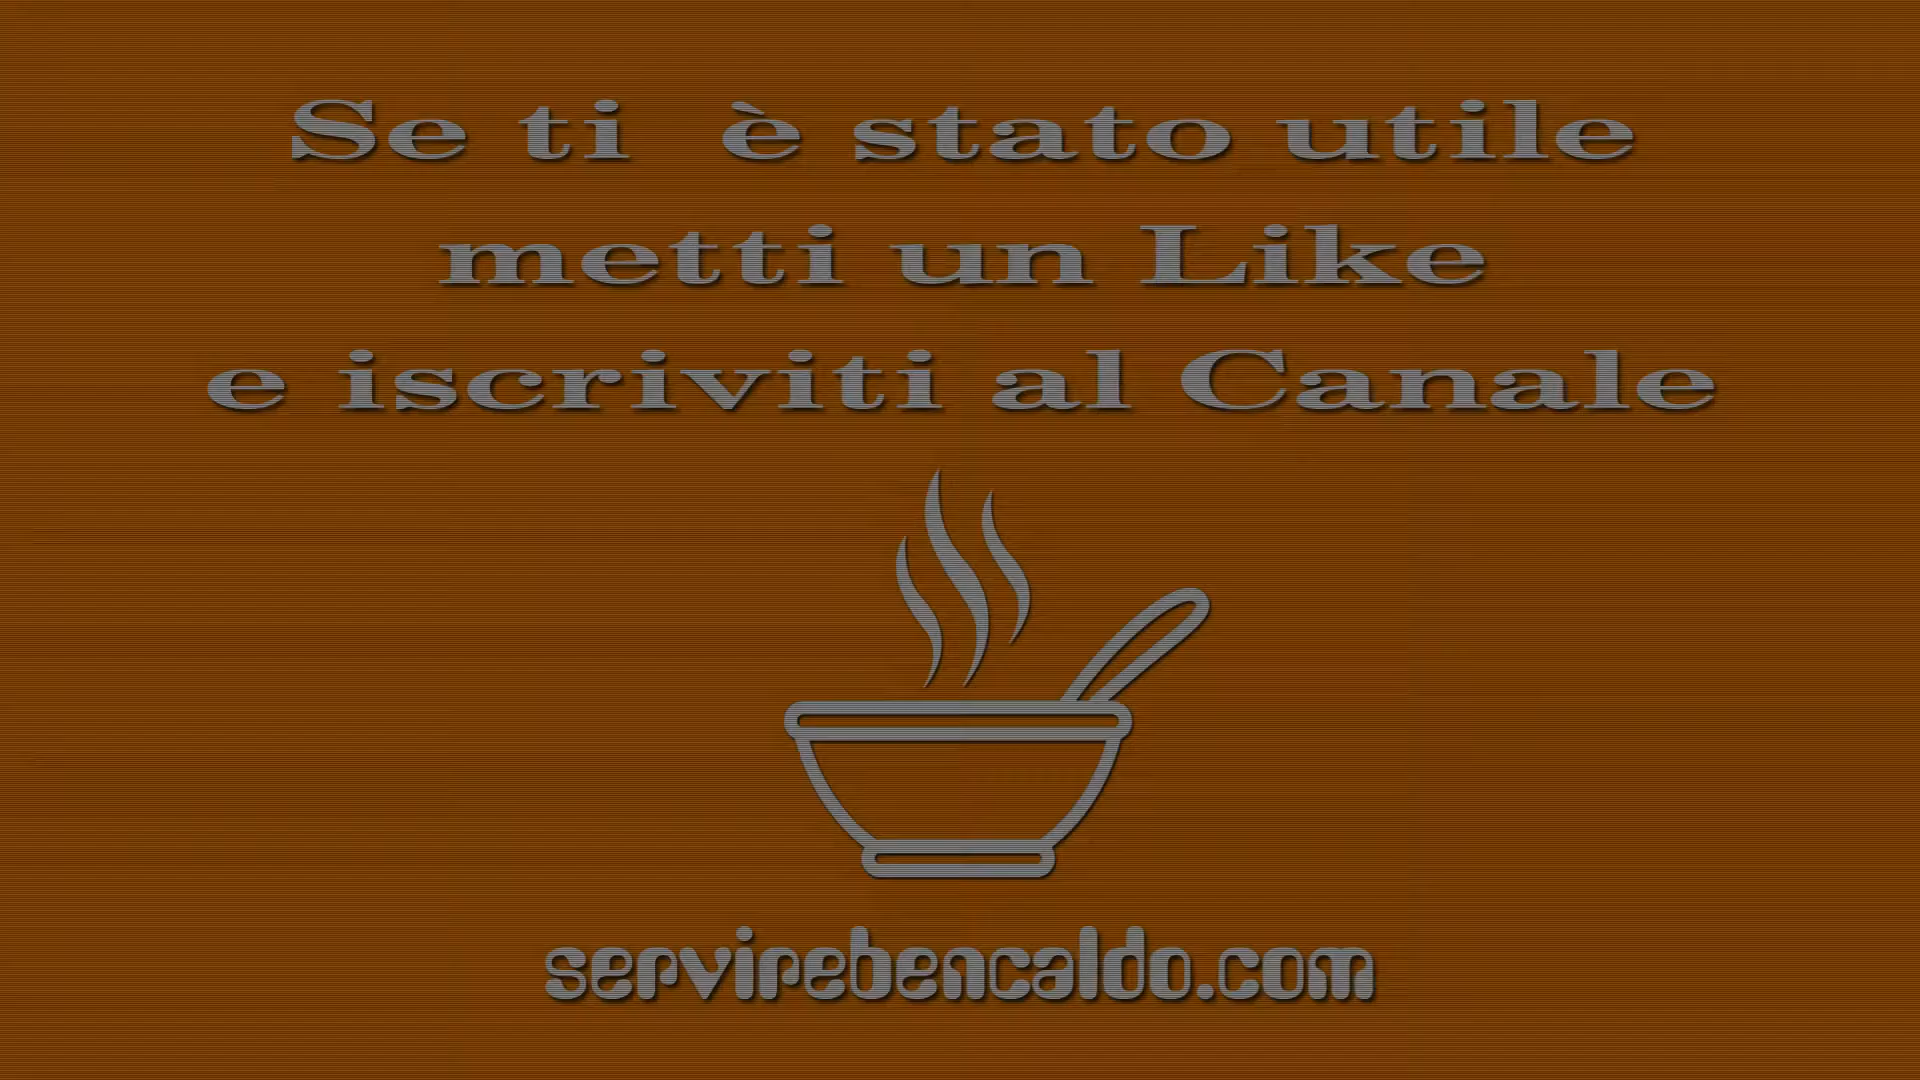 Se ti è stato utile
metti un Like
e iscriviti al Canale
servirebencaldo.com